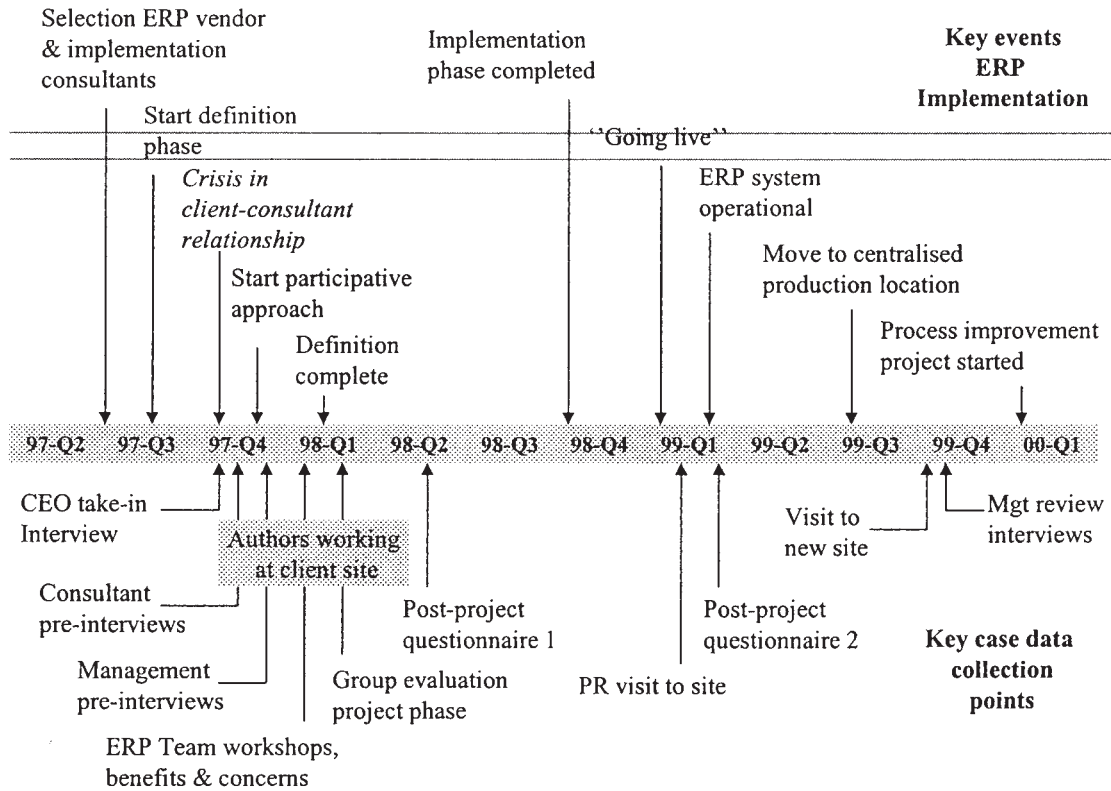 Selection ERP vendor
& implementation
consultants
Implementation
phase completed
Key events
ERP
Implementation
Start definition
phase
"Going live"
Crisis in
client-consultant
relationship
ERP system
operational
Start participative
approach
Move to centralised
production location
Definition
complete
Process improvement
project started
97-Q2 97-Q3 97-Q4 98-Q1 98-Q2 98-Q3 98-Q4 99-Q1 99-Q2 99-Q3 99-Q4 00-Q1
CEO take-in
Interview
Authors working
at client site
Visit to
new site
Mgt review
interviews
Consultant
pre-interviews
Post-project
questionnaire 1
Post-project
questionnaire 2
Key case data
collection
points
Management
pre-interviews
Group evaluation
project phase
PR visit to site
ERP Team workshops,
benefits & concerns